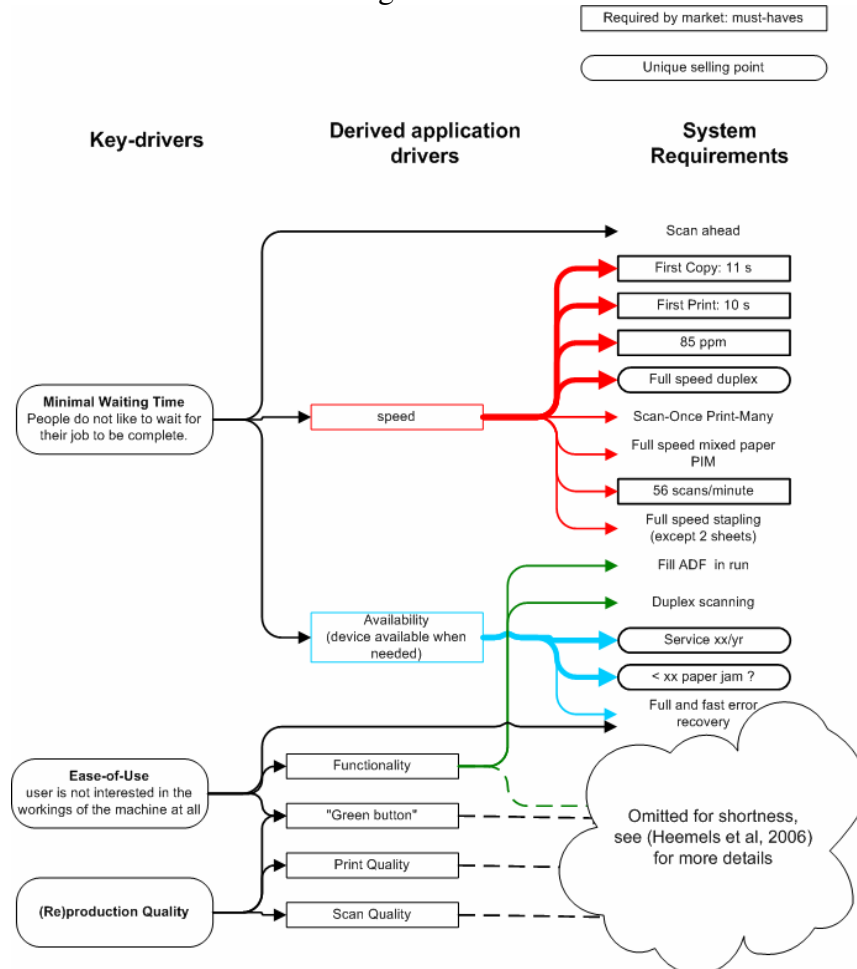 Required by market: must-haves
Unique selling point
Key-drivers
Derived application
drivers
System
Requirements
Scan ahead
First Copy: 11 s
First Print: 10 s
85 ppm
Full speed duplex
Minimal Waiting Time
People do not like to wait for
their job to be complete.
speed
Scan-Once Print-Many
Full speed mixed paper
PIM
56 scans/minute
Full speed stapling
(except 2 sheets)
Fill ADF in run
Duplex scanning
Availability
(device available when
needed)
Service xx/yr
< xx paper jam ?
Full and fast error
recovery
Ease-of-Use
user is not interested in the
workings of the machine at all
Functionality
"Green button"
Print Quality
Scan Quality
(Re)production Quality
Omitted for shortness,
see (Heemels et al, 2006)
for more details